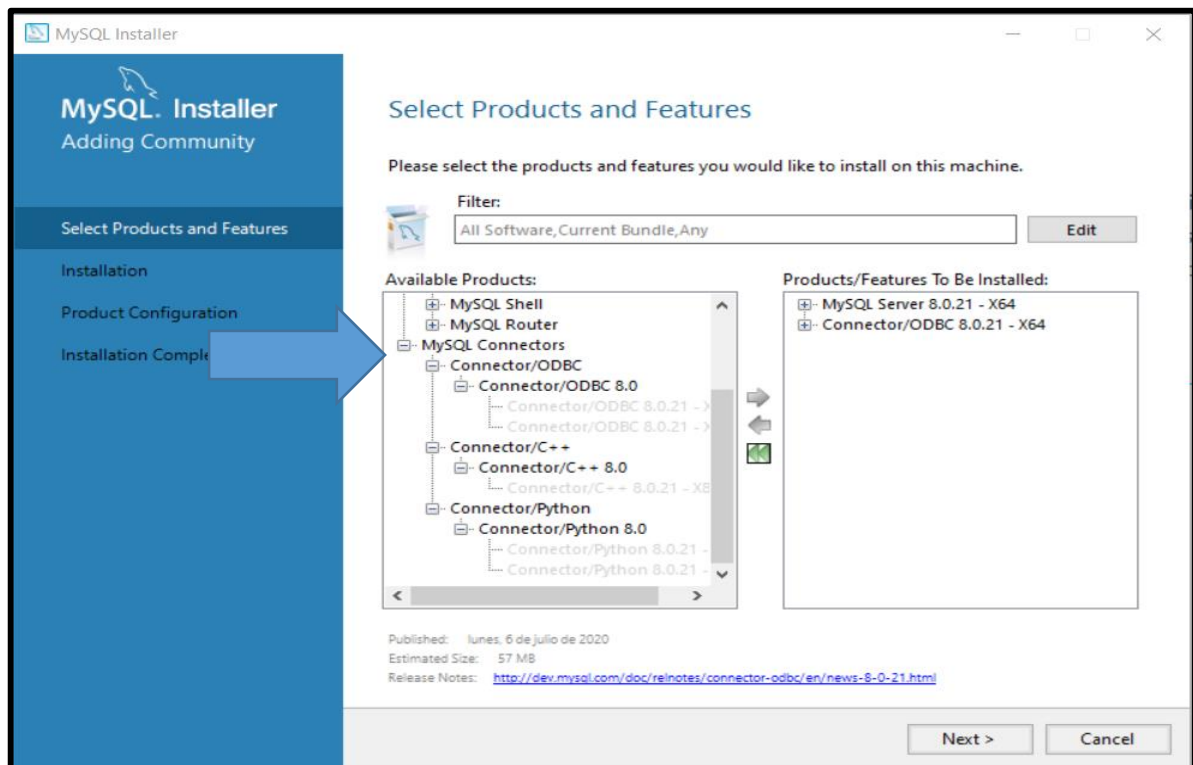 MySQL Installer
MySQL. Installer
Adding Community
Select Products and Features
Installation
Product Configuration
Installation Comple
Select Products and Features
Please select the products and features you would like to install on this machine.
Filter:
All Software,Current Bundle,Any
Edit
Available Products:
MySQL Shell
MySQL Router
MySQL Connectors
Connector/ODBC
Connector/ODBC 8.0
Connector/ODBC 8.0.21 - X
Connector/ODBC 8.0.21 - X
Connector/C++
Connector/C++ 8.0
Connector/C++ 8.0.21 - X8
Connector/Python
Connector/Python 8.0
Connector/Python 8.0.21 -
Connector/Python 8.0.21 -
Products/Features To Be Installed:
MySQL Server 8.0.21 - X64
Connector/ODBC 8.0.21 - X64
Published: lunes, 6 de julio de 2020
Estimated Size: 57 MB
Release Notes: http://dev.mysql.com/doc/relnotes/connector-odbc/en/news-8-0-21.html
Next >
Cancel